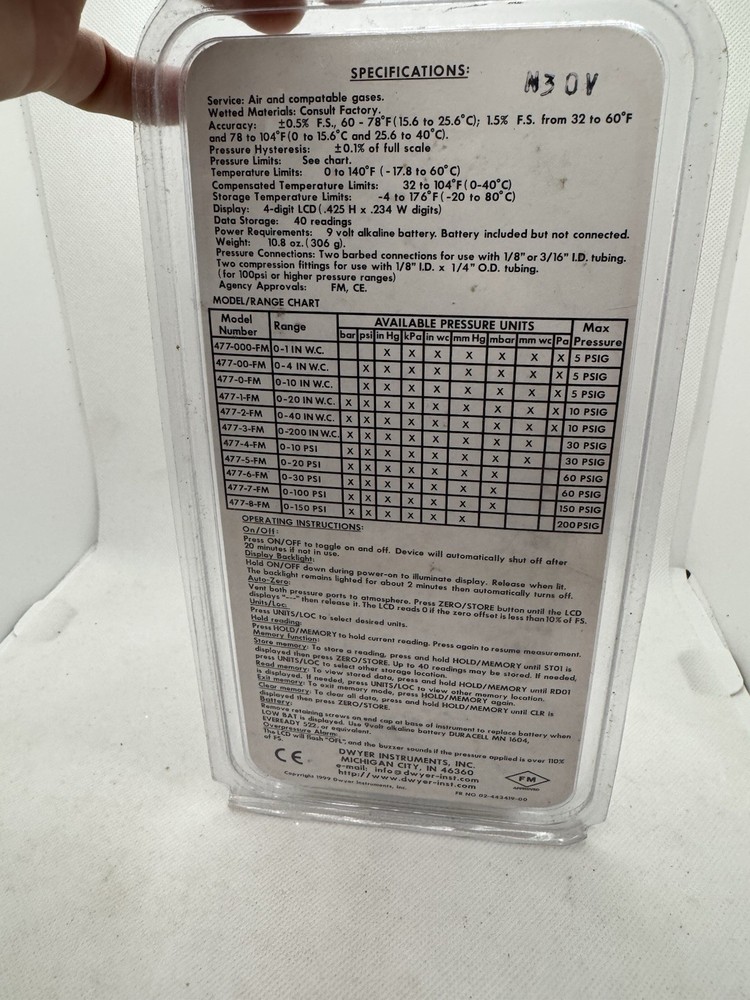 SPECIFICATIONS:
N3 0V
Service: Air and compatable gases.
Wetted Materials: Consult Factory.
Accuracy: ±0.5% F.S., 60 - 78°F(15.6 to 25.6°C); 1.5% F.S. from 32 to 60°F
and 78 to 104°F(0 to 15.6°C and 25.6 to 40°C).
Pressure Hysteresis: ±0.1% of full scale
Pressure Limits: See chart.
Temperature Limits: 0 to 140°F (-17.8 to 60°C)
Compensated Temperature Limits: 32 to 104°F(0-40°C)
Storage Temperature Limits: -4 to 176°F(-20 to 80°C)
Display: 4-digit LCD(.425 H x .234 W digits)
Data Storage: 40 readings
Power Requirements: 9 volt alkaline battery. Battery included but not connected.
Weight: 10.8 oz.(306 g).
Pressure Connections: Two barbed connections for use with 1/8" or 3/16" I.D. tubing.
Two compression fittings for use with 1/8" I.D. x 1/4" O.D. tubing.
(for 100psi or higher pressure ranges)
Agency Approvals: FM, CE.
MODEL/RANGE CHART
Model Number Range AVAILABLE PRESSURE UNITS Max Pressure
bar psi in Hg kPa in wc mm Hg mbar mm wc Pa
477-000-FM 0-1 IN W.C. X X X X X X X 5 PSIG
477-00-FM 0-4 IN W.C. X X X X X X X X 5 PSIG
477-0-FM 0-10 IN W.C. X X X X X X X X 5 PSIG
477-1-FM 0-20 IN W.C. X X X X X X X X X 10 PSIG
477-2-FM 0-40 IN W.C. X X X X X X X X X 10 PSIG
477-3-FM 0-200 IN W.C. X X X X X X X X 30 PSIG
477-4-FM 0-10 PSI X X X X X X X X 30 PSIG
477-5-FM 0-20 PSI X X X X X X X 60 PSIG
477-6-FM 0-30 PSI X X X X X X X 60 PSIG
477-7-FM 0-100 PSI X X X X X X X 150 PSIG
477-8-FM 0-150 PSI X X X X X X 200 PSIG
OPERATING INSTRUCTIONS:
On/Off:
Press ON/OFF to toggle on and off. Device will automatically shut off after
20 minutes if not in use.
Display Backlight:
Hold ON/OFF down during power-on to illuminate display. Release when lit.
The backlight remains lighted for about 2 minutes then automatically turns off.
Auto-Zero:
Vent both pressure ports to atmosphere. Press ZERO/STORE button until the LCD
displays "---" then release it. The LCD reads 0 if the zero offset is less than 10% of FS.
Units/Loc:
Press UNITS/LOC to select desired units.
Hold reading:
Press HOLD/MEMORY to hold current reading. Press again to resume measurement.
Memory function:
Store memory: To store a reading, press and hold HOLD/MEMORY until ST01 is
displayed then press ZERO/STORE. Up to 40 readings may be stored. If needed,
press UNITS/LOC to select other storage location.
Read memory: To view stored data, press and hold HOLD/MEMORY until RD01
is displayed. If needed, press UNITS/LOC to view other memory location.
Exit memory: To exit memory mode, press HOLD/MEMORY again.
Clear memory: To clear all data, press and hold HOLD/MEMORY until CLR is
displayed then press ZERO/STORE.
Battery:
Remove retaining screws on end cap at base of instrument to replace battery when
LOW BAT is displayed. Use 9volt alkaline battery DURACELL MN 1604,
EVEREADY 522, or equivalent.
Overpressure Alarm:
The LCD will flash "OFL", and the buzzer sounds if the pressure applied is over 110%
of FS.
CE
DWYER INSTRUMENTS, INC.
MICHIGAN CITY, IN 46360
e-mail: info@dwyer-inst.com
http://www.dwyer-inst.com
FM
APPROVED
Copyright 1999 Dwyer Instruments, Inc.
FR NO 02-443419-00